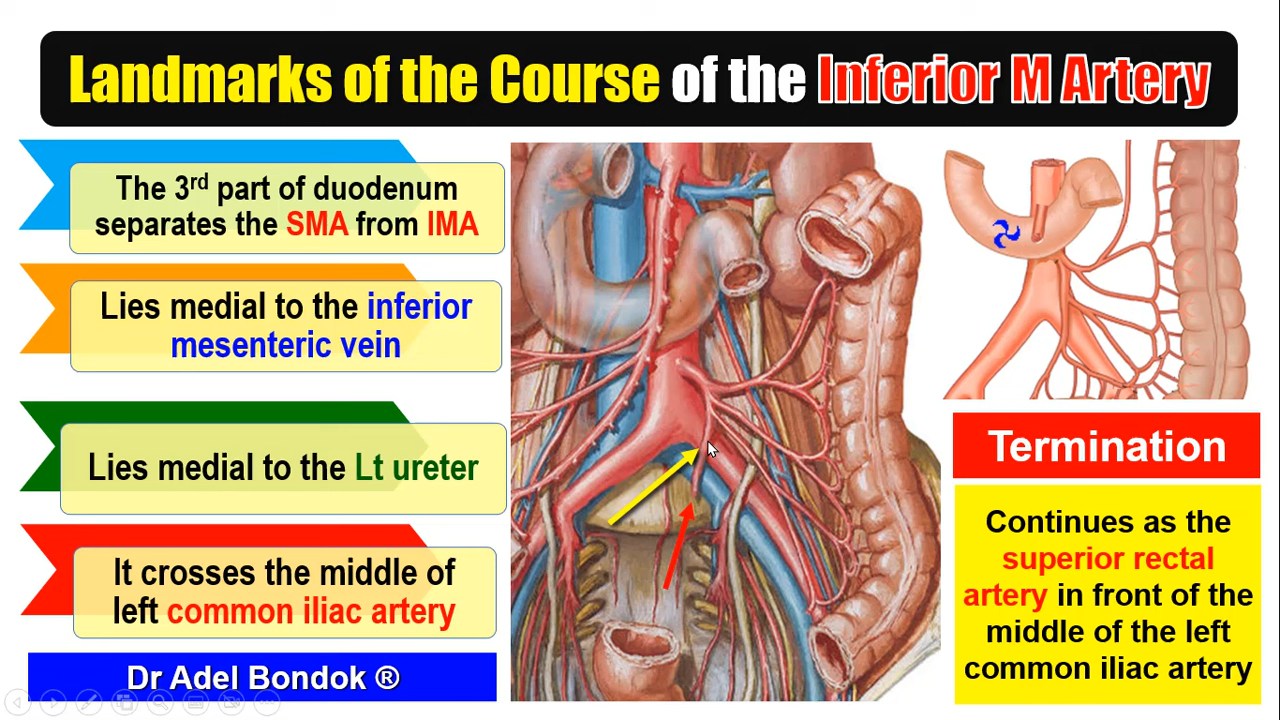 Landmarks of the Course of the Inferior M Artery
The 3rd part of duodenum
separates the SMA from IMA
Lies medial to the inferior
mesenteric vein
Lies medial to the Lt ureter
It crosses the middle of
left common iliac artery
Dr Adel Bondok ®
Termination
Continues as the
superior rectal
artery in front of the
middle of the left
common iliac artery